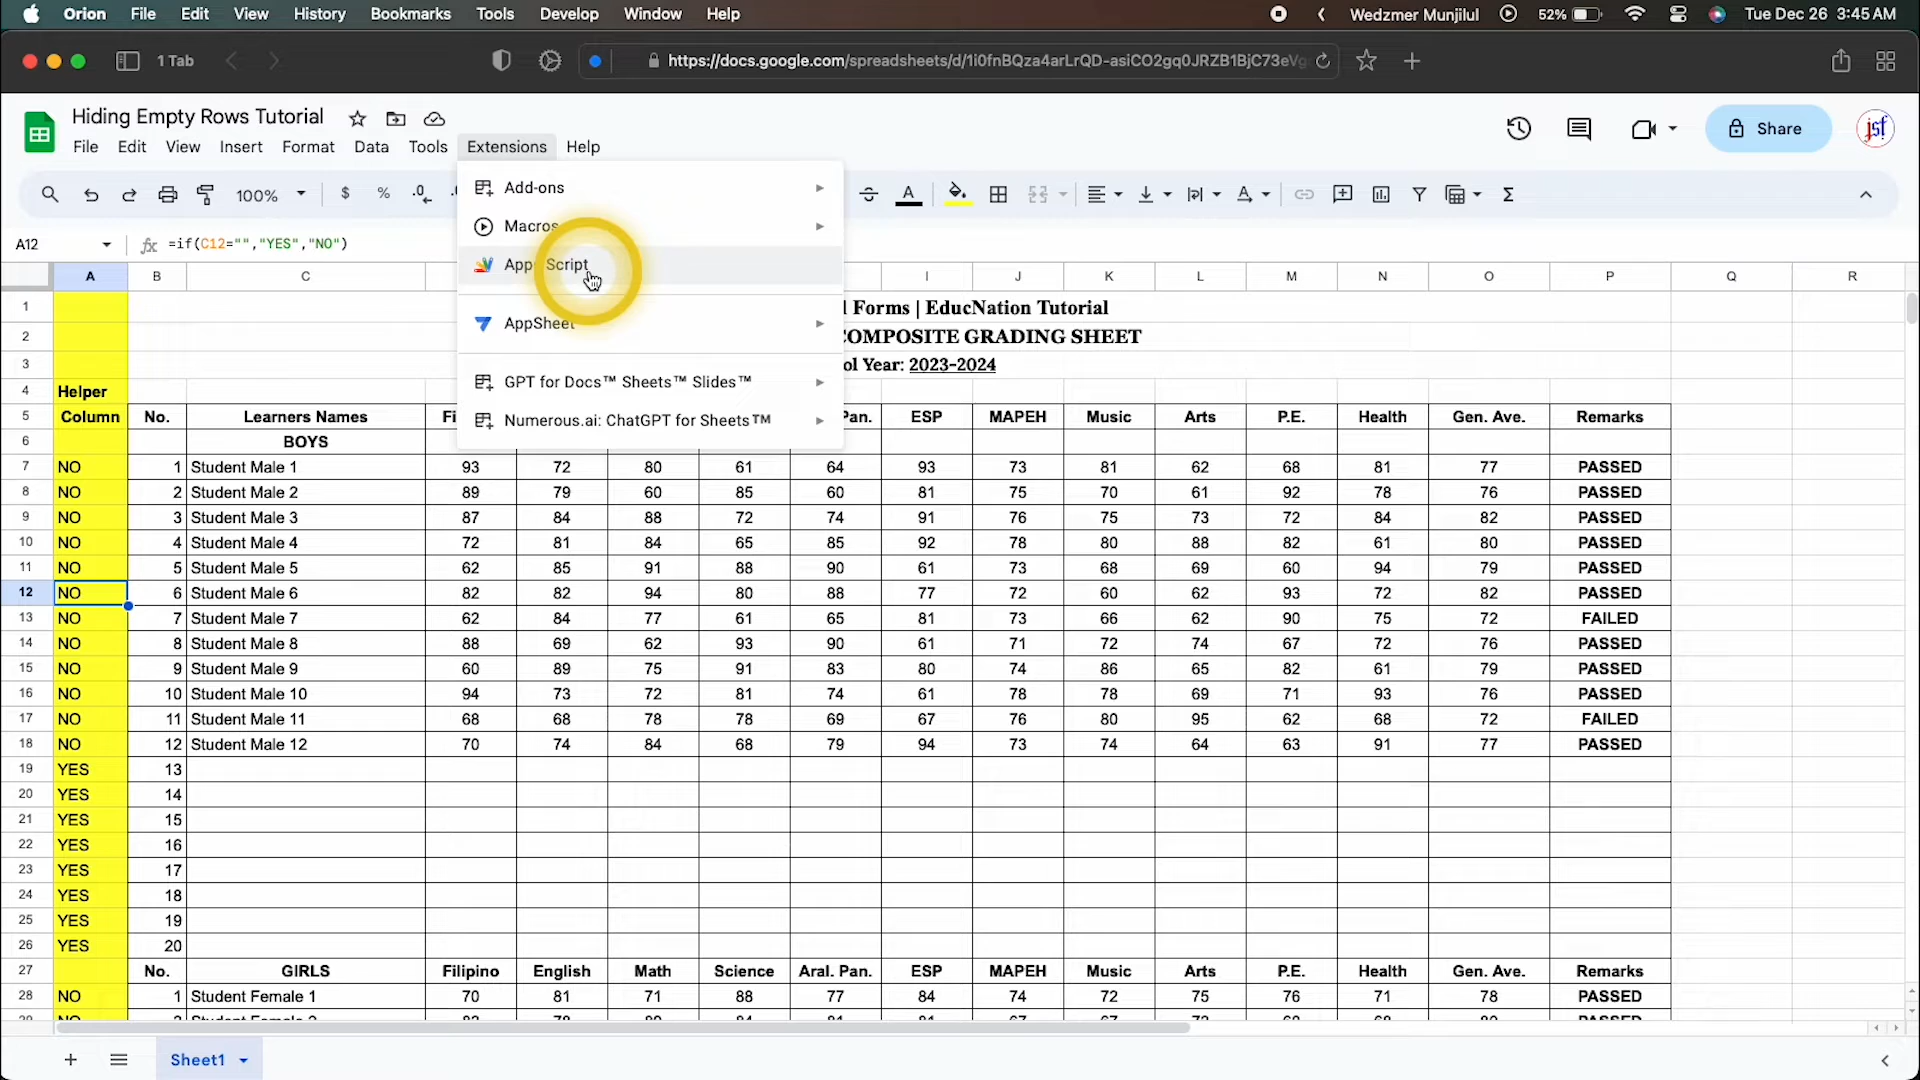 Orion File Edit View History Bookmarks Tools Develop Window Help Wedzmer Munjilul 52% Tue Dec 26 3:45 AM
1 Tab https://docs.google.com/spreadsheets/d/1i0fnBQza4arLrQD-asiCO2gq0JRZB1BjC73eVg
Hiding Empty Rows Tutorial
File Edit View Insert Format Data Tools Extensions Help
Share
jsf
100% $ % .0
Add-ons
Macros
Apps Script
AppSheet
GPT for Docs™ Sheets™ Slides™
Numerous.ai: ChatGPT for Sheets™
A12 fx =if(C12="","YES","NO")
A B C I J K L M N O P Q R
1 Forms | EducNation Tutorial
2 COMPOSITE GRADING SHEET
3 ol Year: 2023-2024
4 Helper
5 Column No. Learners Names Fi Pan. ESP MAPEH Music Arts P.E. Health Gen. Ave. Remarks
6 BOYS
7 NO 1 Student Male 1 93 72 80 61 64 93 73 81 62 68 81 77 PASSED
8 NO 2 Student Male 2 89 79 60 85 60 81 75 70 61 92 78 76 PASSED
9 NO 3 Student Male 3 87 84 88 72 74 91 76 75 73 72 84 82 PASSED
10 NO 4 Student Male 4 72 81 84 65 85 92 78 80 88 82 61 80 PASSED
11 NO 5 Student Male 5 62 85 91 88 90 61 73 68 69 60 94 79 PASSED
12 NO 6 Student Male 6 82 82 94 80 88 77 72 60 62 93 72 82 PASSED
13 NO 7 Student Male 7 62 84 77 61 65 81 73 66 62 90 75 72 FAILED
14 NO 8 Student Male 8 88 69 62 93 90 61 71 72 74 67 72 76 PASSED
15 NO 9 Student Male 9 60 89 75 91 83 80 74 86 65 82 61 79 PASSED
16 NO 10 Student Male 10 94 73 72 81 74 61 78 78 69 71 93 76 PASSED
17 NO 11 Student Male 11 68 68 78 78 69 67 76 80 95 62 68 72 FAILED
18 NO 12 Student Male 12 70 74 84 68 79 94 73 74 64 63 91 77 PASSED
19 YES 13
20 YES 14
21 YES 15
22 YES 16
23 YES 17
24 YES 18
25 YES 19
26 YES 20
27 No. GIRLS Filipino English Math Science Aral. Pan. ESP MAPEH Music Arts P.E. Health Gen. Ave. Remarks
28 NO 1 Student Female 1 70 81 71 88 77 84 74 72 75 76 71 78 PASSED
Sheet1